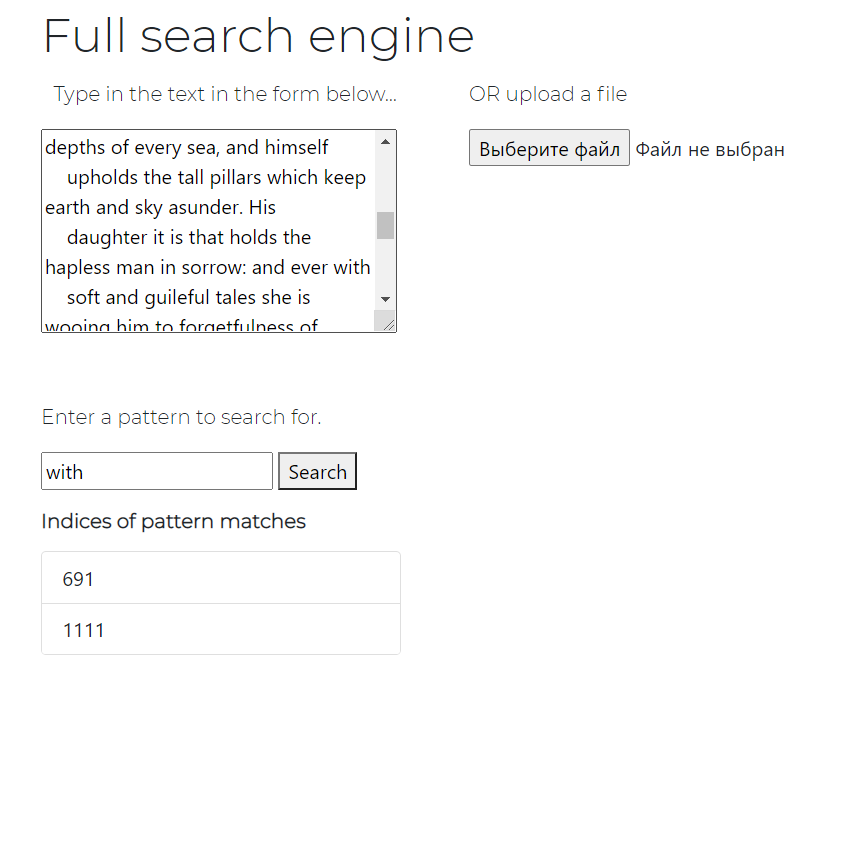 Full search engine
Type in the text in the form below...
OR upload a file
depths of every sea, and himself
upholds the tall pillars which keep
earth and sky asunder. His
daughter it is that holds the
hapless man in sorrow: and ever with
soft and guileful tales she is
wooing him to forgetfulness of
Выберите файл Файл не выбран
Enter a pattern to search for.
with Search
Indices of pattern matches
691
1111